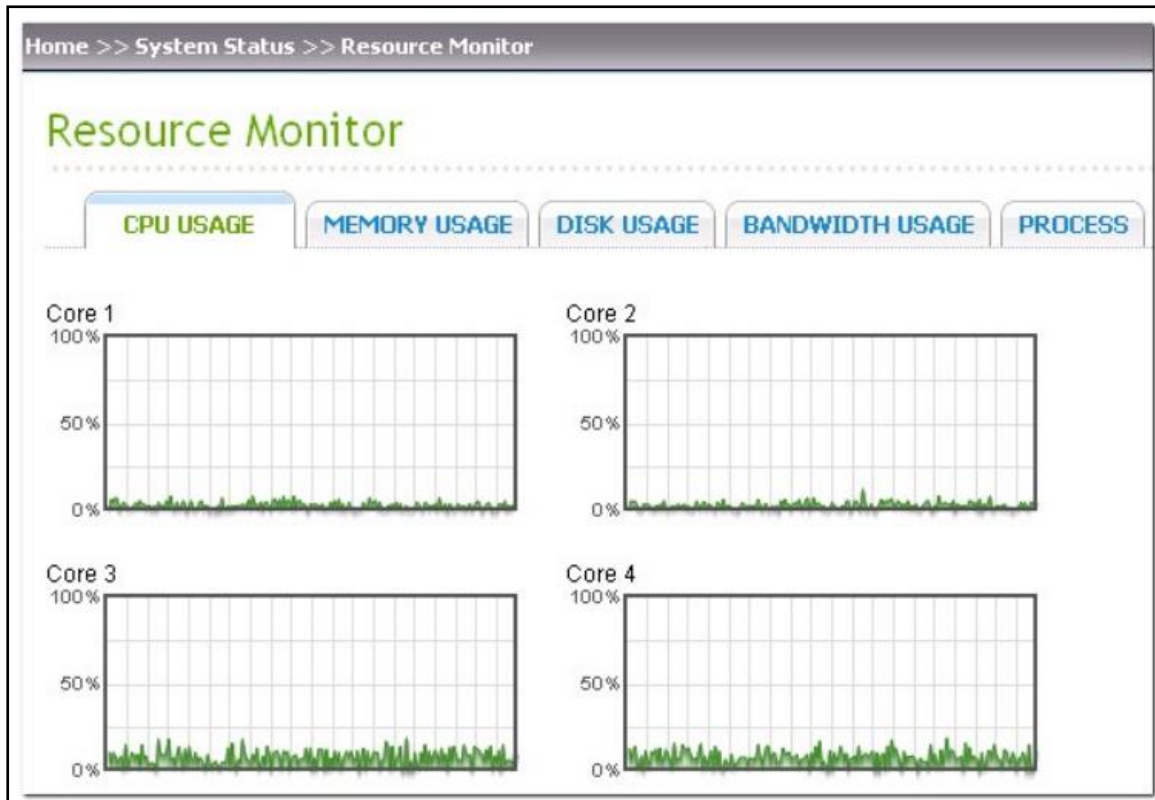 Home >> System Status >> Resource Monitor
Resource Monitor
CPU USAGE MEMORY USAGE DISK USAGE BANDWIDTH USAGE PROCESS
Core 1 Core 2
100% 100%
50% 50%
0% 0%
Core 3 Core 4
100% 100%
50% 50%
0% 0%